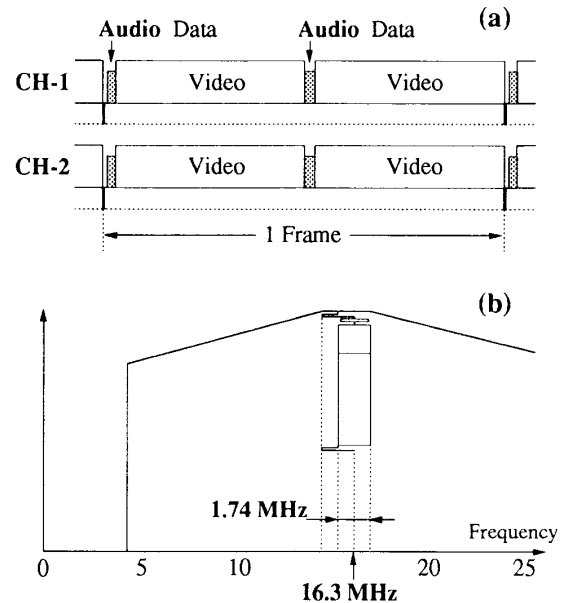 (a)
Audio Data Audio Data
CH-1 Video Video
CH-2 Video Video
1 Frame
(b)
1.74 MHz
Frequency
0 5 10 20 25
16.3 MHz